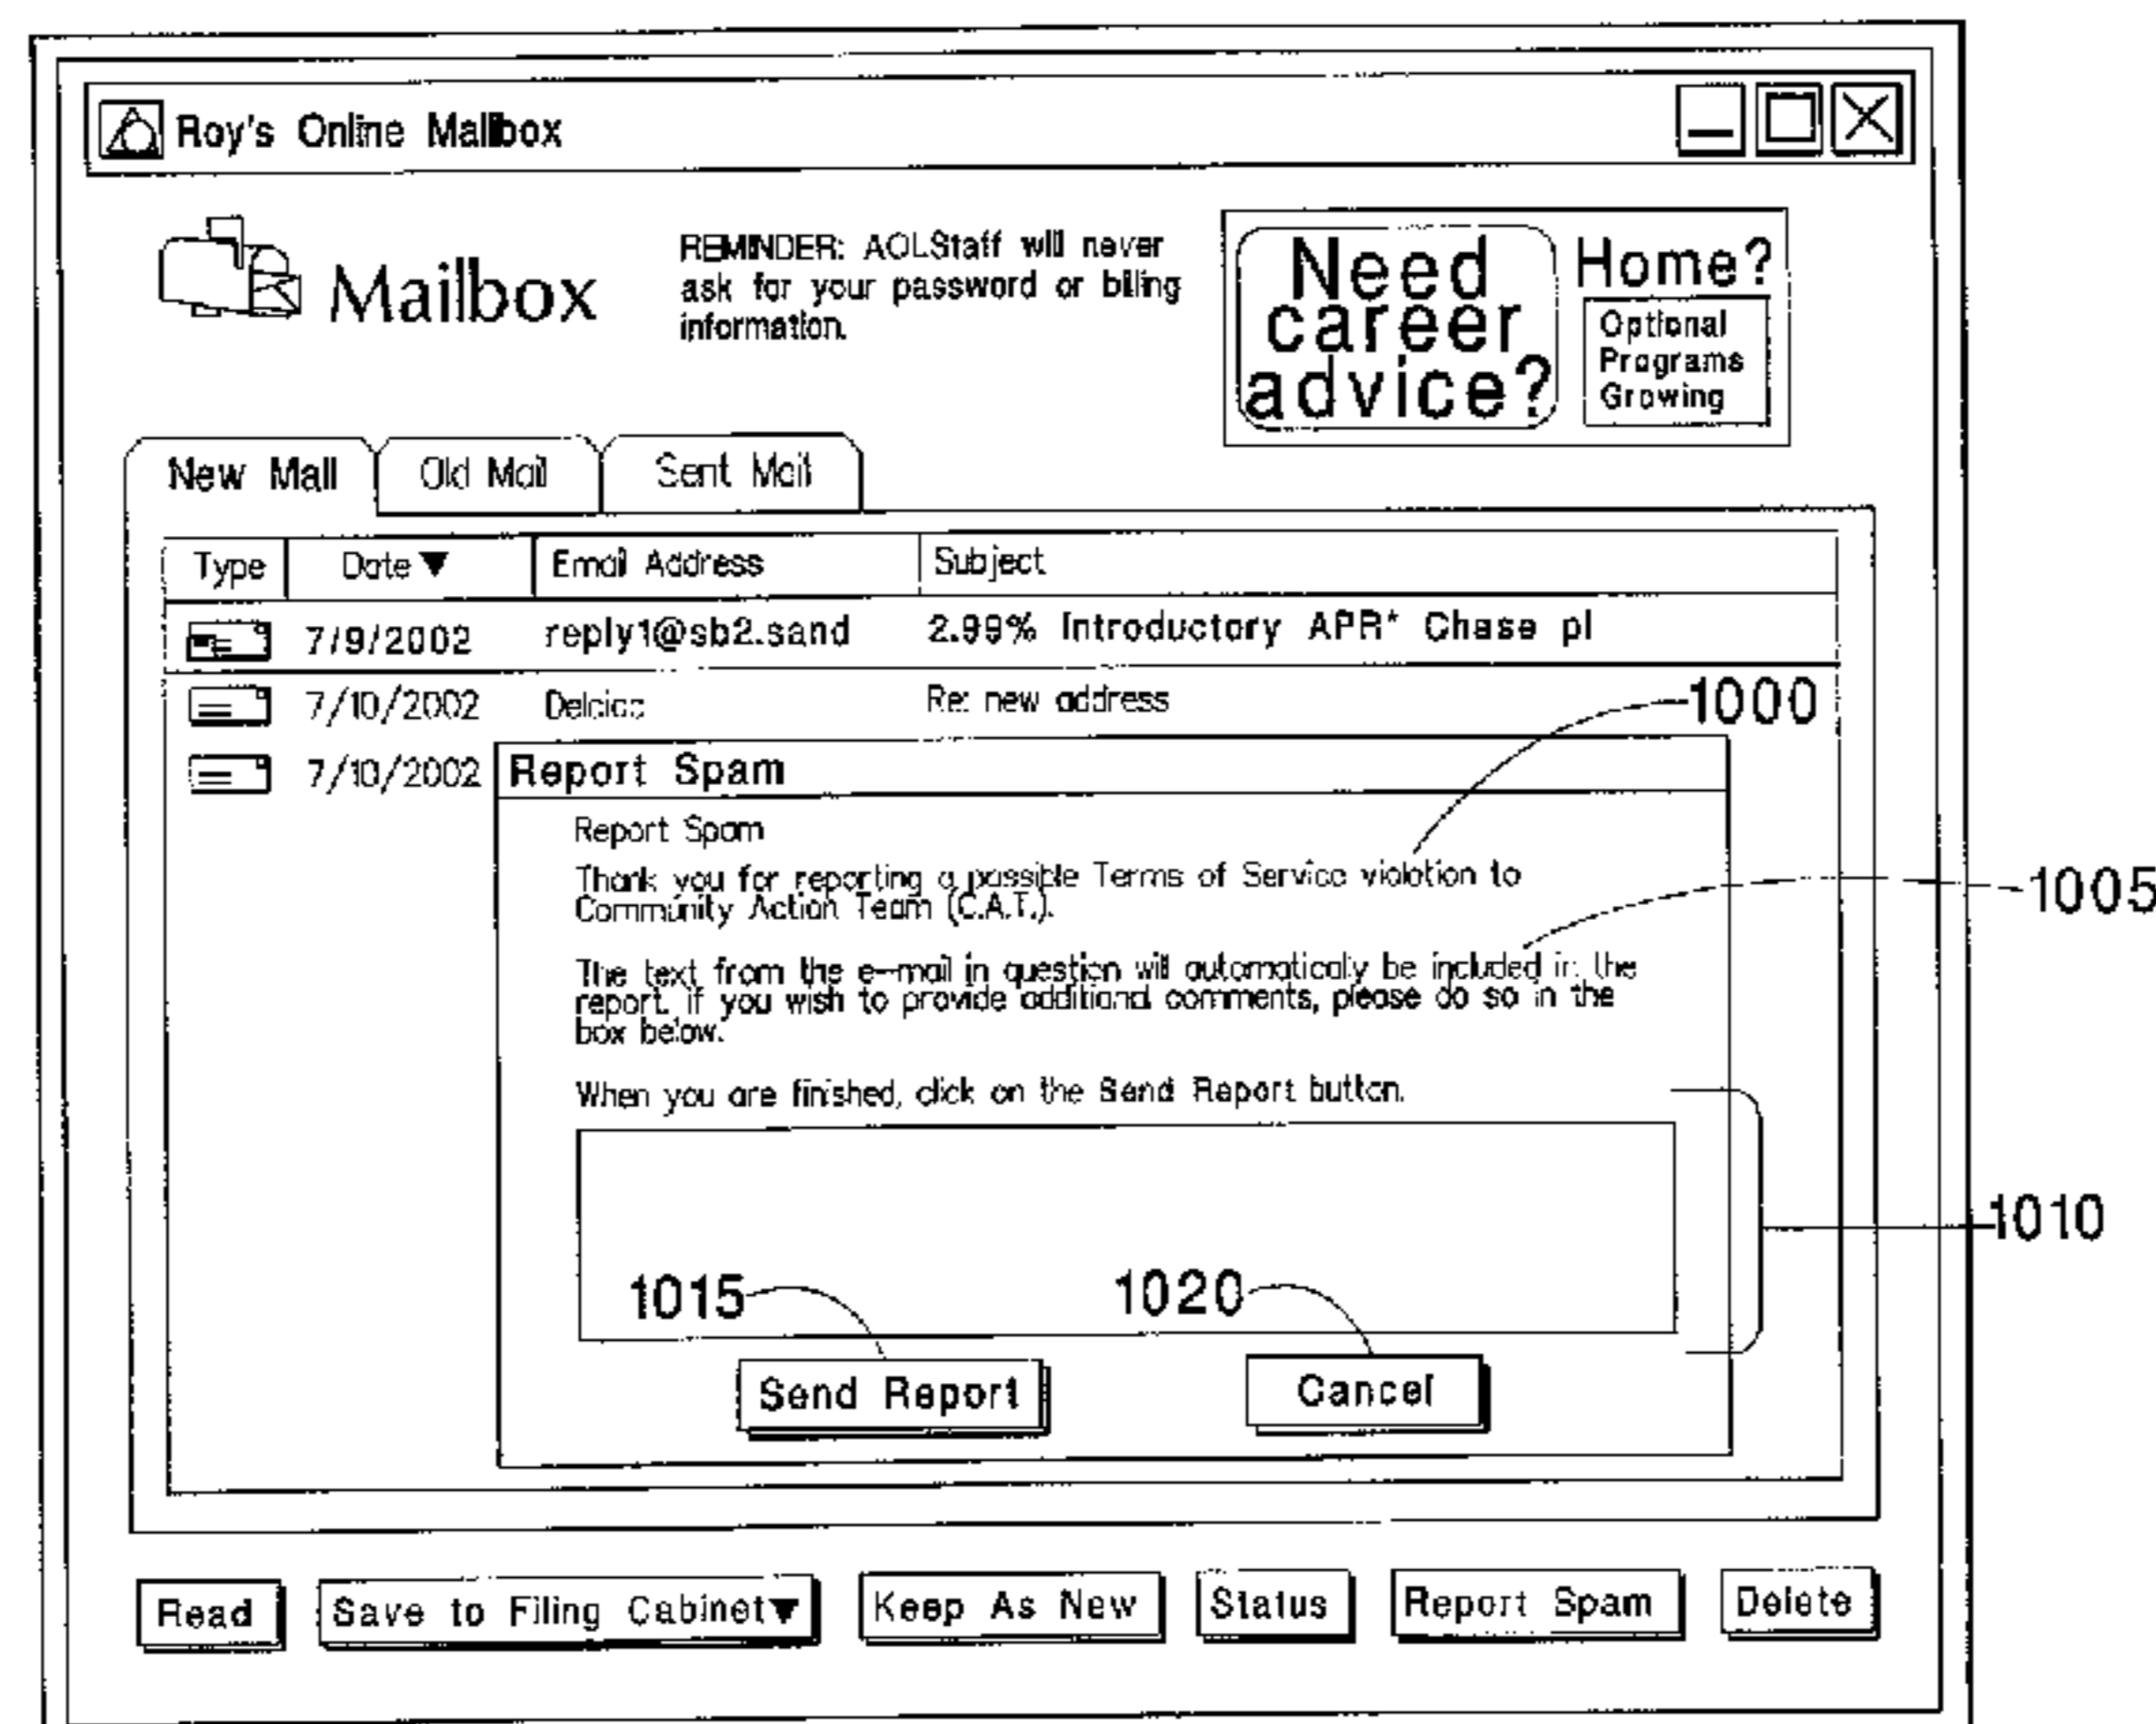 Roy's Online Mailbox
Mailbox
REMINDER: AOLStaff will never
ask for your password or billing
information.
Need
career
advice?
Home?
Optional
Programs
Growing
New Mail Old Mail Sent Mail
Type Date▼ Email Address Subject
7/9/2002 reply1@sb2.sand 2.99% Introductory APR* Chase pl
7/10/2002 Re: new address
1000
7/10/2002
Report Spam
Report Spam
Thank you for reporting a possible Terms of Service violation to
Community Action Team (C.A.T.).
1005
The text from the e-mail in question will automatically be included in the
report. if you wish to provide additional comments, please do so in the
box below.
When you are finished, click on the Send Report button.
1010
1015 1020
Send Report Cancel
Read Save to Filing Cabinet▼ Keep As New Status Report Spam Delete